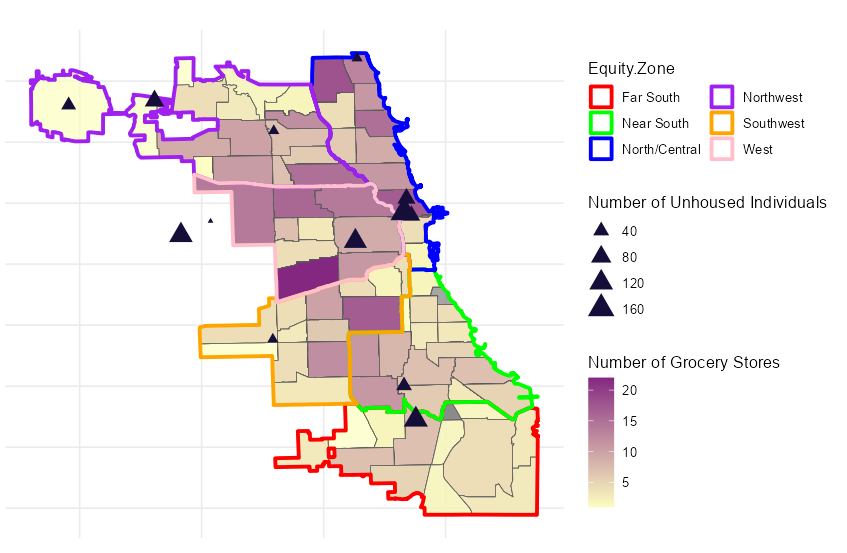 Equity.Zone
Far South
Northwest
Near South
Southwest
North/Central
West
Number of Unhoused Individuals
40
80
120
160
Number of Grocery Stores
20
15
10
5